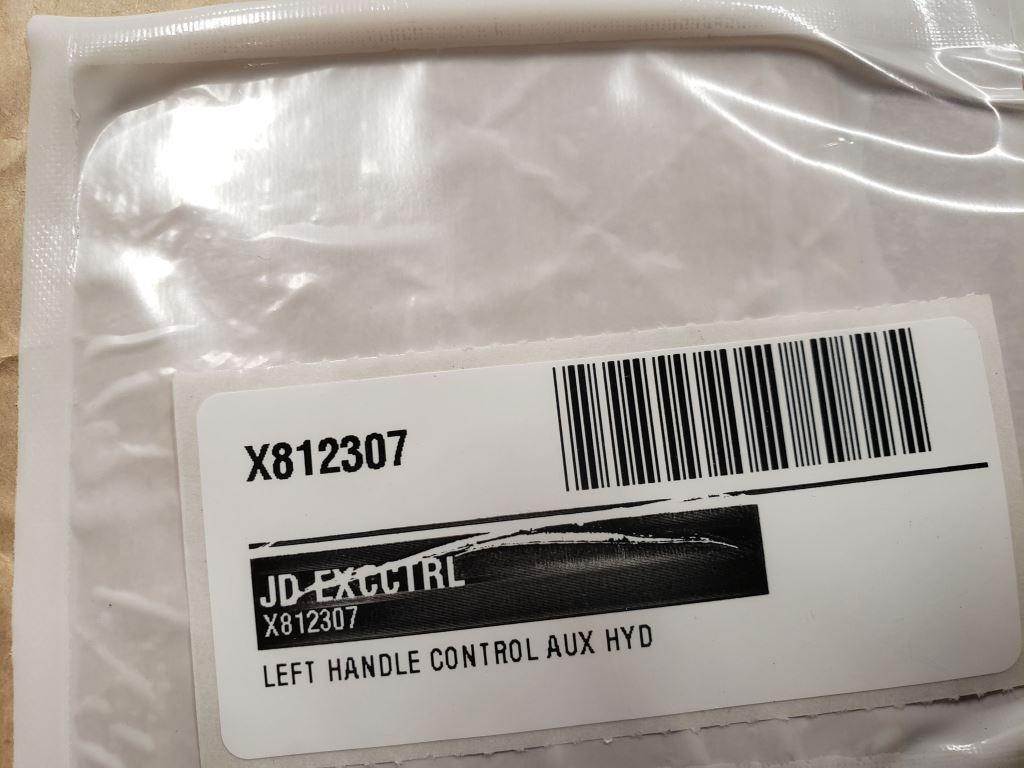 X812307
JD EXCCTRL
X812307
LEFT HANDLE CONTROL AUX HYD